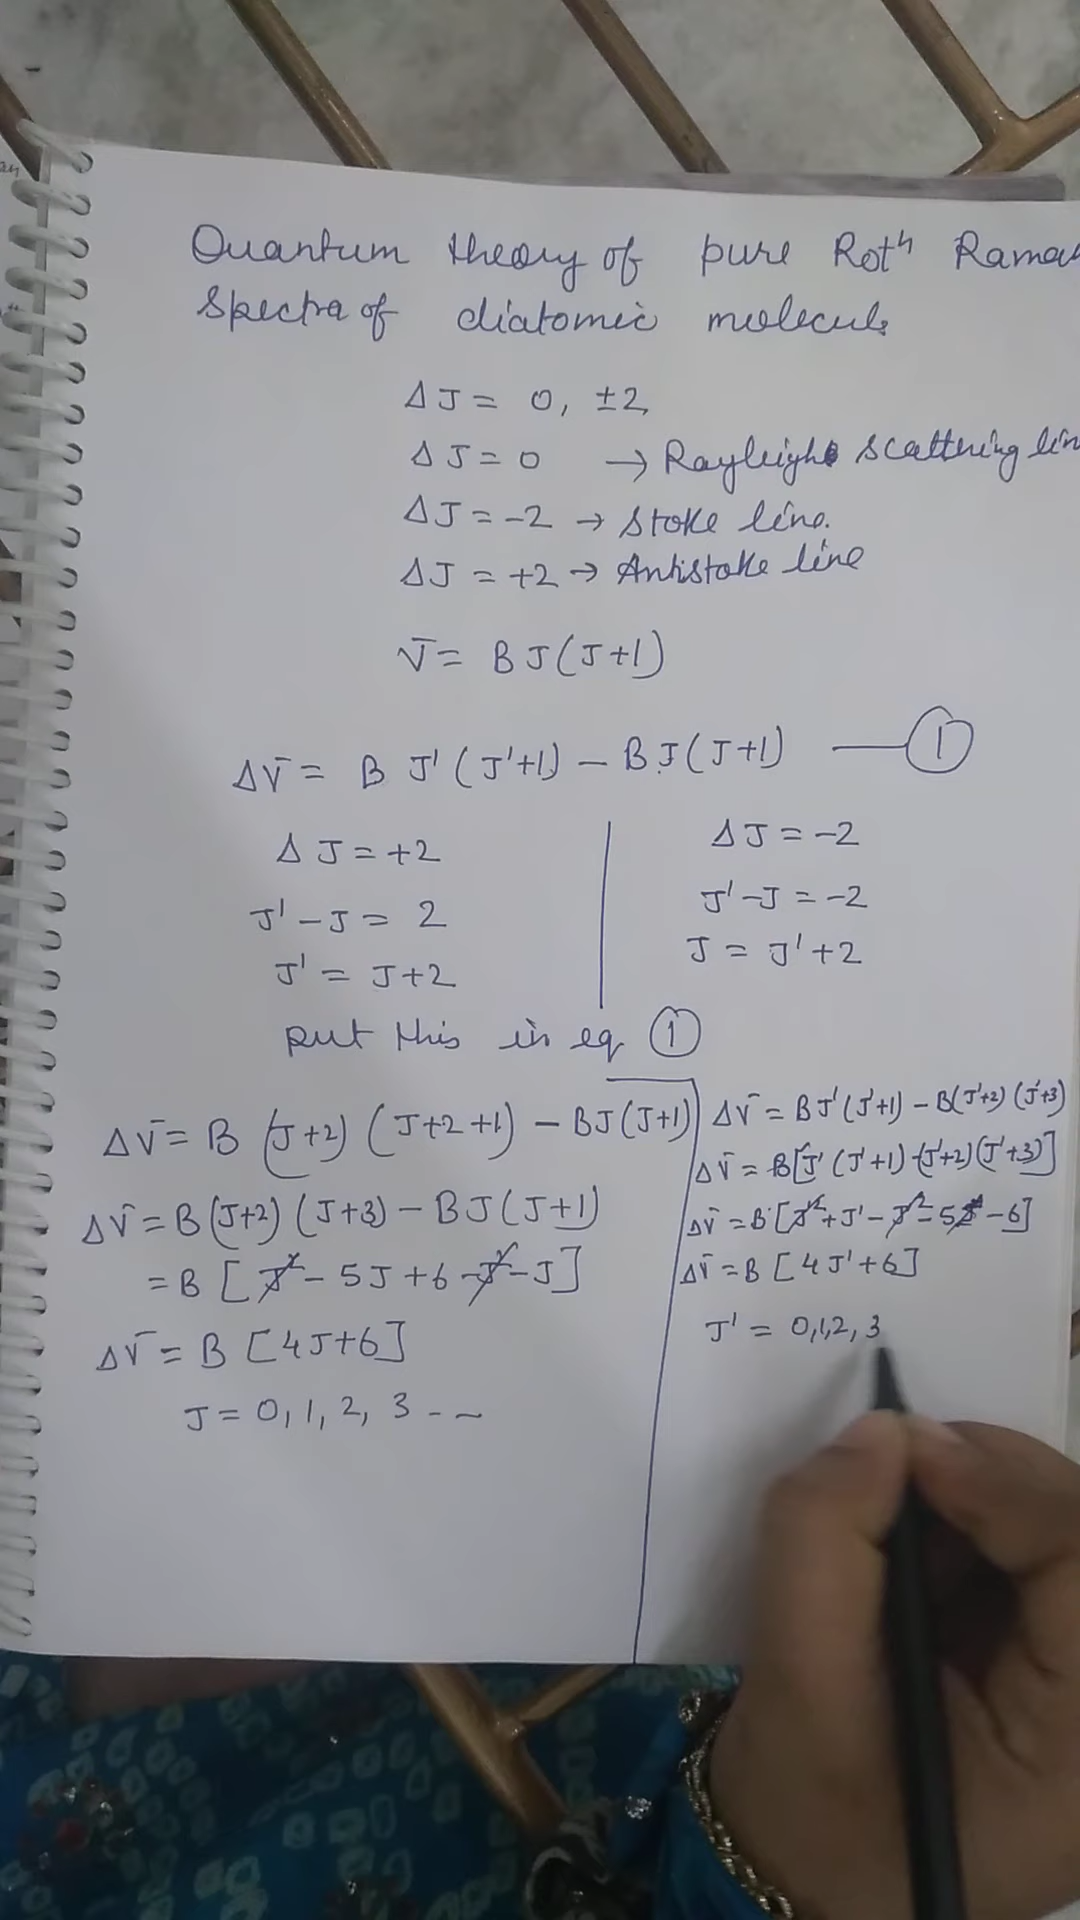 Quantum theory of pure Rotⁿ Raman
Spectra of diatomic molecule
ΔJ = 0, ±2,
ΔJ = 0 → Rayleigh scattering line
ΔJ = -2 → Stoke line.
ΔJ = +2 → Antistoke line
ν̄ = BJ(J+1)
Δν̄ = B J'(J'+1) – BJ(J+1) —— ①
ΔJ = +2
J' – J = 2
J' = J+2
ΔJ = -2
J' – J = -2
J = J'+2
put this in eq ①
Δν̄ = B (J+2) (J+2+1) – BJ(J+1)
Δν̄ = B(J+2) (J+3) – BJ(J+1)
= B [J² – 5J + 6 – J² – J]
Δν̄ = B [4J+6]
J = 0, 1, 2, 3 - -
Δν̄ = BJ'(J'+1) – B(J'+2) (J'+3)
Δν̄ = B[J'(J'+1) – (J'+2)(J'+3)]
Δν̄ = B [J'² + J' – J'² – 5J' – 6]
Δν̄ = B [4J'+6]
J' = 0,1,2,3